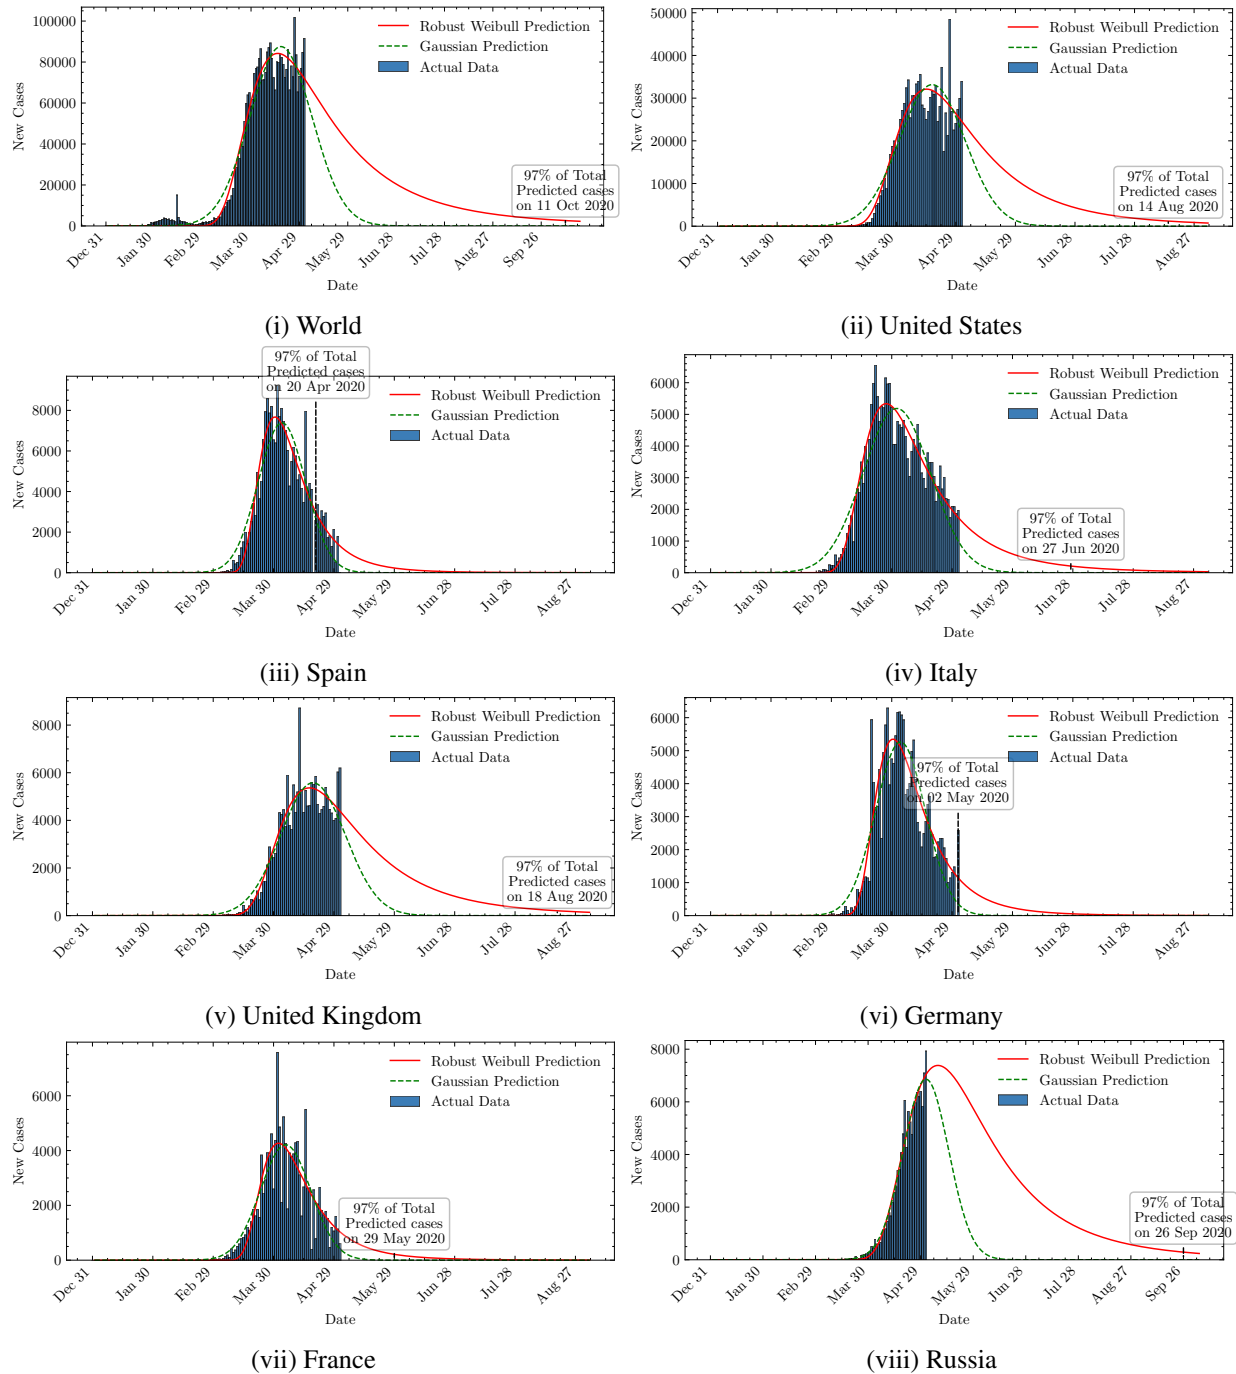 100000
80000
60000
40000
20000
0
New Cases
Robust Weibull Prediction
Gaussian Prediction
Actual Data
97% of Total
Predicted cases
on 11 Oct 2020
Dec 31
Jan 30
Feb 29
Mar 30
Apr 29
May 29
Jun 28
Jul 28
Aug 27
Sep 26
Date
(i) World
50000
40000
30000
20000
10000
0
New Cases
Robust Weibull Prediction
Gaussian Prediction
Actual Data
97% of Total
Predicted cases
on 14 Aug 2020
Dec 31
Jan 30
Feb 29
Mar 30
Apr 29
May 29
Jun 28
Jul 28
Aug 27
Date
(ii) United States
97% of Total
Predicted cases
on 20 Apr 2020
8000
6000
4000
2000
0
New Cases
Robust Weibull Prediction
Gaussian Prediction
Actual Data
Dec 31
Jan 30
Feb 29
Mar 30
Apr 29
May 29
Jun 28
Jul 28
Aug 27
Date
(iii) Spain
6000
5000
4000
3000
2000
1000
0
New Cases
Robust Weibull Prediction
Gaussian Prediction
Actual Data
97% of Total
Predicted cases
on 27 Jun 2020
Dec 31
Jan 30
Feb 29
Mar 30
Apr 29
May 29
Jun 28
Jul 28
Aug 27
Date
(iv) Italy
8000
6000
4000
2000
0
New Cases
Robust Weibull Prediction
Gaussian Prediction
Actual Data
97% of Total
Predicted cases
on 18 Aug 2020
Dec 31
Jan 30
Feb 29
Mar 30
Apr 29
May 29
Jun 28
Jul 28
Aug 27
Date
(v) United Kingdom
6000
5000
4000
3000
2000
1000
0
New Cases
Robust Weibull Prediction
Gaussian Prediction
Actual Data
97% of Total
Predicted cases
on 02 May 2020
Dec 31
Jan 30
Feb 29
Mar 30
Apr 29
May 29
Jun 28
Jul 28
Aug 27
Date
(vi) Germany
6000
4000
2000
0
New Cases
Robust Weibull Prediction
Gaussian Prediction
Actual Data
97% of Total
Predicted cases
on 29 May 2020
Dec 31
Jan 30
Feb 29
Mar 30
Apr 29
May 29
Jun 28
Jul 28
Aug 27
Date
(vii) France
8000
6000
4000
2000
0
New Cases
Robust Weibull Prediction
Gaussian Prediction
Actual Data
97% of Total
Predicted cases
on 26 Sep 2020
Dec 31
Jan 30
Feb 29
Mar 30
Apr 29
May 29
Jun 28
Jul 28
Aug 27
Sep 26
Date
(viii) Russia